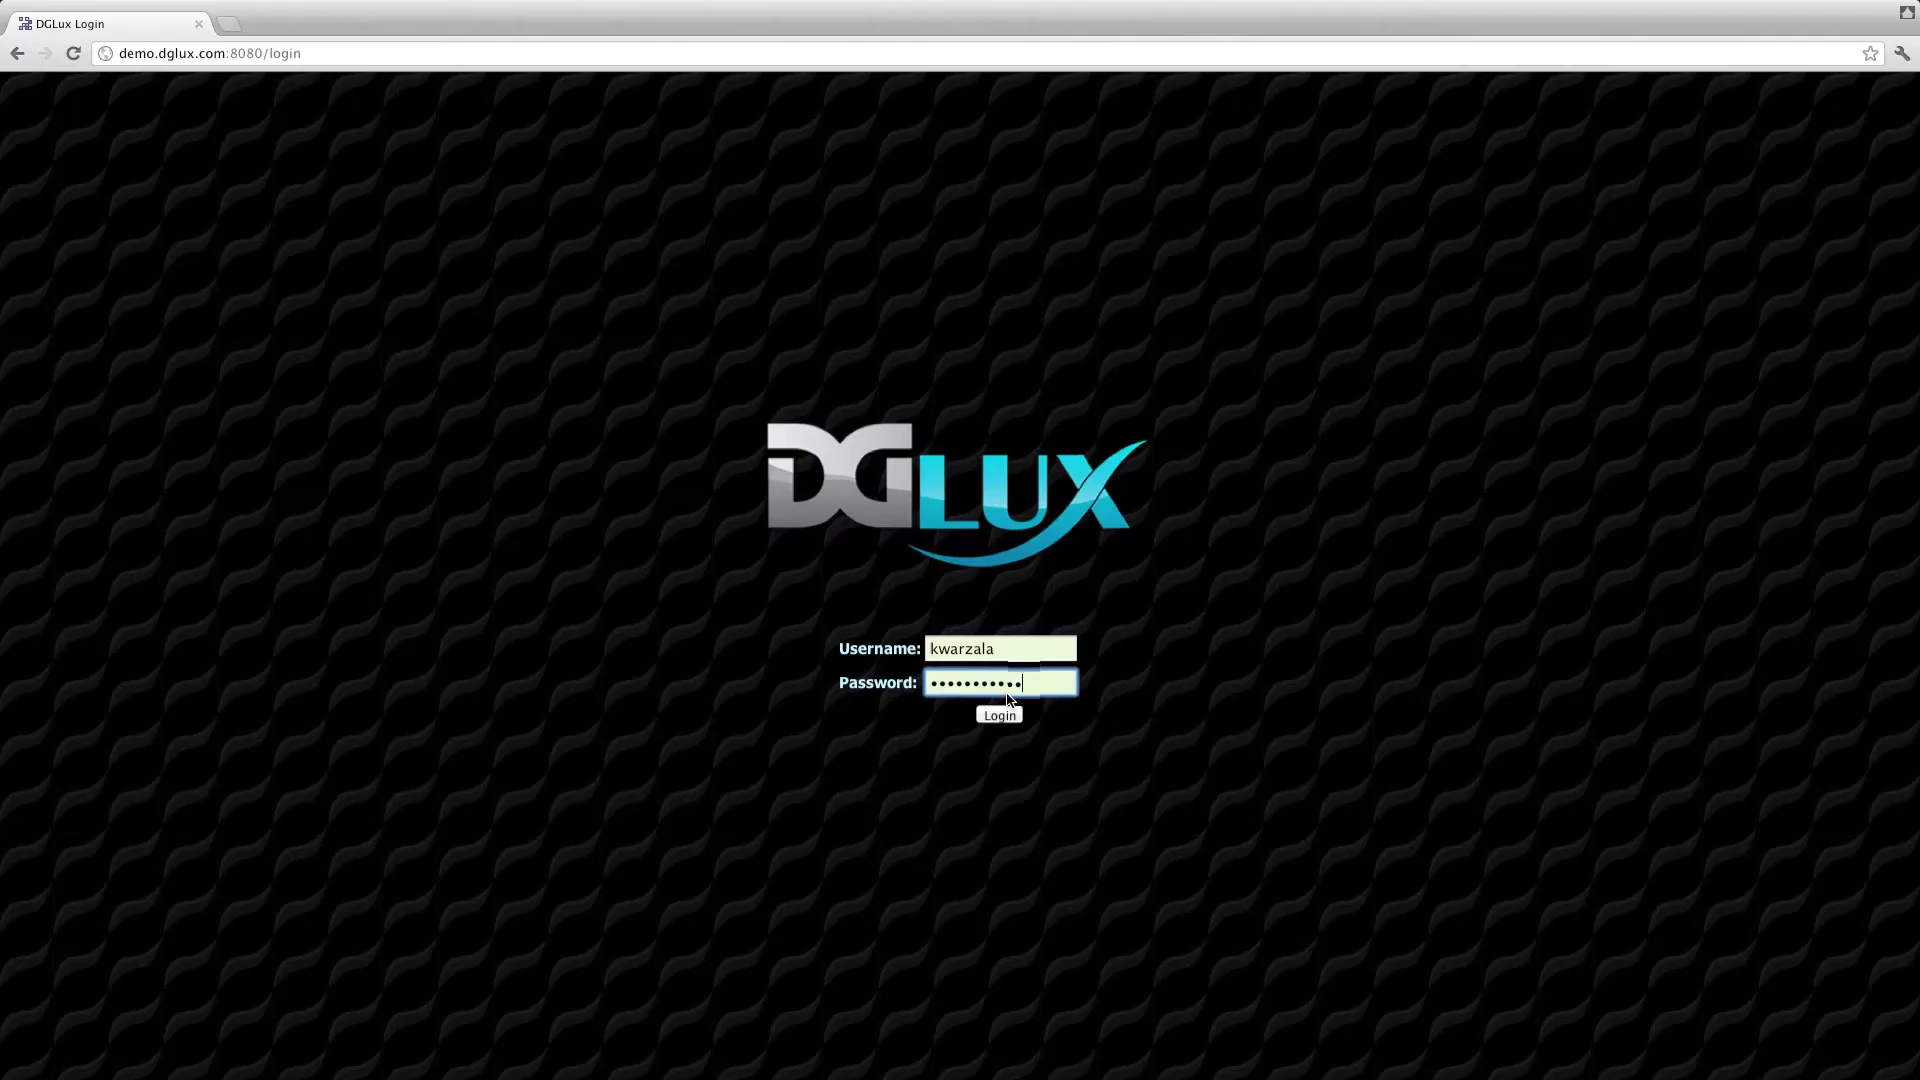 DGLux Login
demo.dglux.com:8080/login
DGLUX
Username: kwarzala
Password: •••••••••••
Login